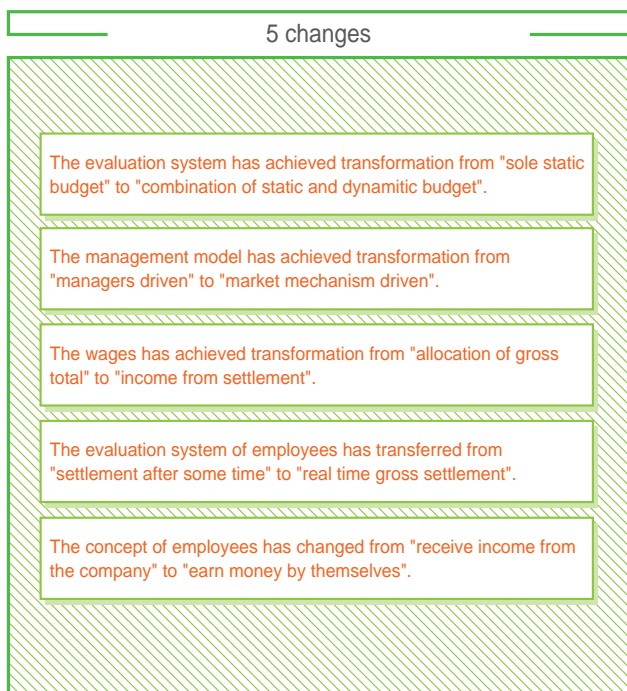 5 changes
The evaluation system has achieved transformation from "sole static
budget" to "combination of static and dynamitic budget".
The management model has achieved transformation from
"managers driven" to "market mechanism driven".
The wages has achieved transformation from "allocation of gross
total" to "income from settlement".
The evaluation system of employees has transferred from
"settlement after some time" to "real time gross settlement".
The concept of employees has changed from "receive income from
the company" to "earn money by themselves".